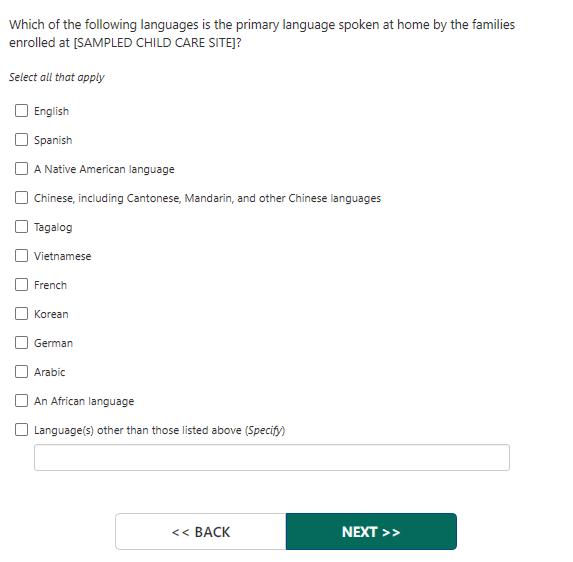 Which of the following languages is the primary language spoken at home by the families
enrolled at [SAMPLED CHILD CARE SITE]?
Select all that apply
English
Spanish
A Native American language
Chinese, including Cantonese, Mandarin, and other Chinese languages
Tagalog
Vietnamese
French
Korean
German
Arabic
An African language
Language(s) other than those listed above (Specify)
<< BACK
NEXT >>